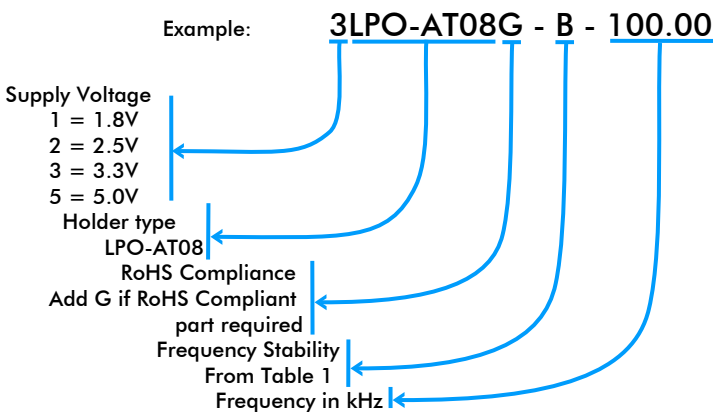 Example: 3LPO-AT08G - B - 100.00
Supply Voltage
1 = 1.8V
2 = 2.5V
3 = 3.3V
5 = 5.0V
Holder type
LPO-AT08
RoHS Compliance
Add G if RoHS Compliant
part required
Frequency Stability
From Table 1
Frequency in kHz